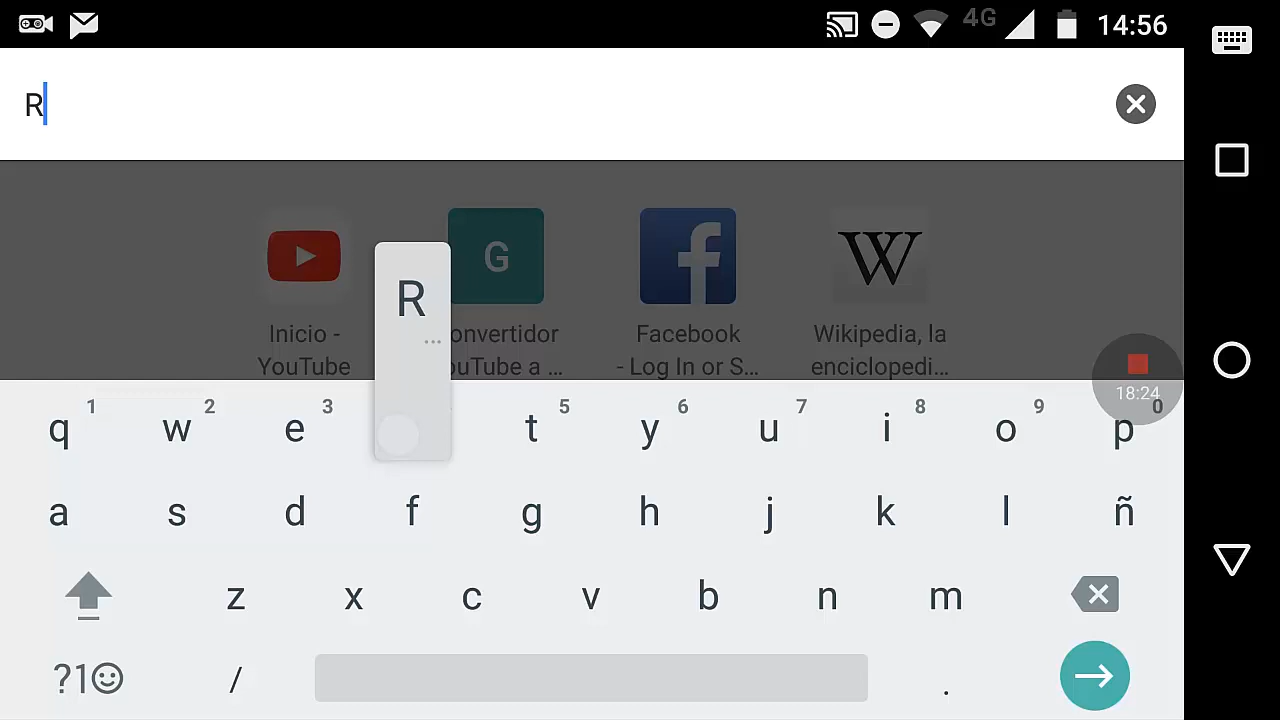 4G 14:56
R
G
R
...
f
W
Inicio -
YouTube
onvertidor
ouTube a ...
Facebook
- Log In or S...
Wikipedia, la
enciclopedi...
18:24
1 2 3 5 6 7 8 9 0
q w e t y u i o p
a s d f g h j k l ñ
z x c v b n m
?1☺ / .